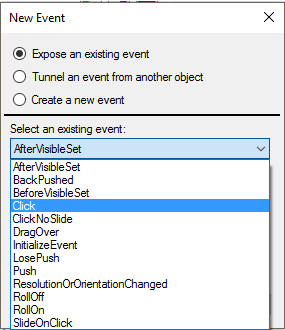 New Event
Expose an existing event
Tunnel an event from another object
Create a new event
Select an existing event:
AfterVisibleSet
AfterVisibleSet
BackPushed
BeforeVisibleSet
Click
ClickNoSlide
DragOver
InitializeEvent
LosePush
Push
ResolutionOrOrientationChanged
RollOff
RollOn
SlideOnClick